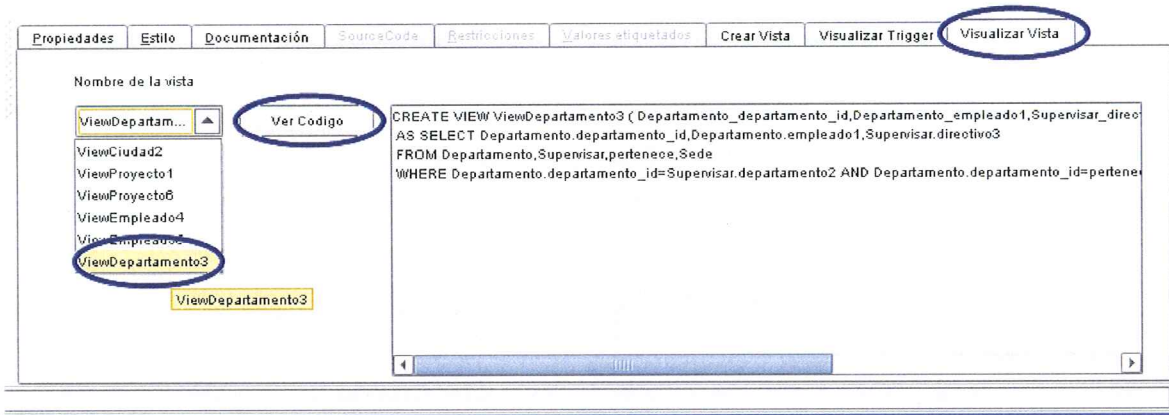 Propiedades Estilo Documentación SourceCode Restricciones Valores etiquetados Crear Vista Visualizar Trigger Visualizar Vista
Nombre de la vista
ViewDepartam... Ver Codigo
ViewCiudad2
ViewProyecto1
ViewProyecto6
ViewEmpleado4
ViewDepartamento3
ViewDepartamento3
CREATE VIEW ViewDepartamento3 ( Departamento_departamento_id,Departamento_empleado1,Supervisar_direct
AS SELECT Departamento.departamento_id,Departamento.empleado1,Supervisar.directivo3
FROM Departamento,Supervisar,pertenece,Sede
WHERE Departamento.departamento_id=Supervisar.departamento2 AND Departamento.departamento_id=pertene